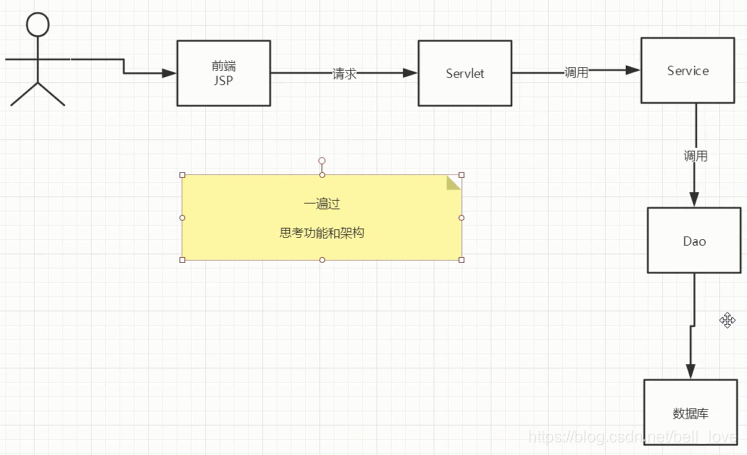 前端
JSP
请求
Servlet
调用
Service
调用
一遍过
思考功能和架构
Dao
数据库
https://blog.csdn.net/bell_love